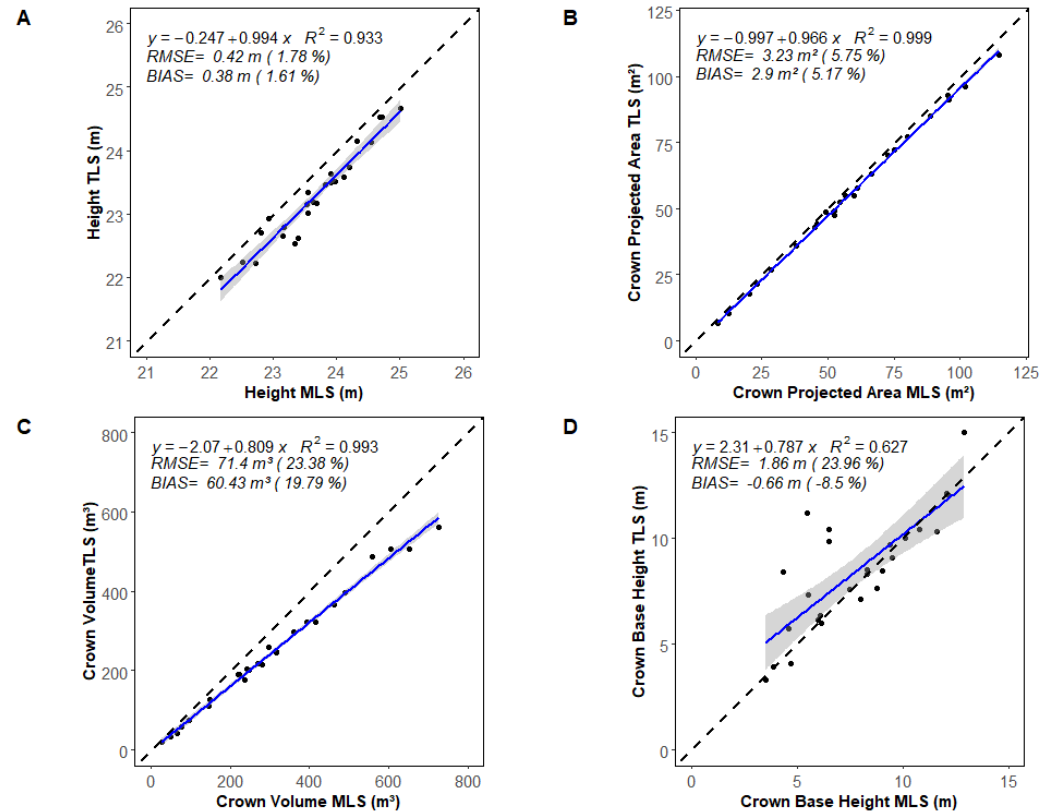 A
y = −0.247 + 0.994 x R² = 0.933
RMSE= 0.42 m ( 1.78 %)
BIAS= 0.38 m ( 1.61 %)
Height TLS (m)
26
25
24
23
22
21
21 22 23 24 25 26
Height MLS (m)
B
y = −0.997 + 0.966 x R² = 0.999
RMSE= 3.23 m² ( 5.75 %)
BIAS= 2.9 m² ( 5.17 %)
Crown Projected Area TLS (m²)
125
100
75
50
25
0
0 25 50 75 100 125
Crown Projected Area MLS (m²)
C
y = −2.07 + 0.809 x R² = 0.993
RMSE= 71.4 m³ ( 23.38 %)
BIAS= 60.43 m³ ( 19.79 %)
Crown VolumeTLS (m³)
800
600
400
200
0
0 200 400 600 800
Crown Volume MLS (m³)
D
y = 2.31 + 0.787 x R² = 0.627
RMSE= 1.86 m ( 23.96 %)
BIAS= -0.66 m ( -8.5 %)
Crown Base Height TLS (m)
15
10
5
0
0 5 10 15
Crown Base Height MLS (m)